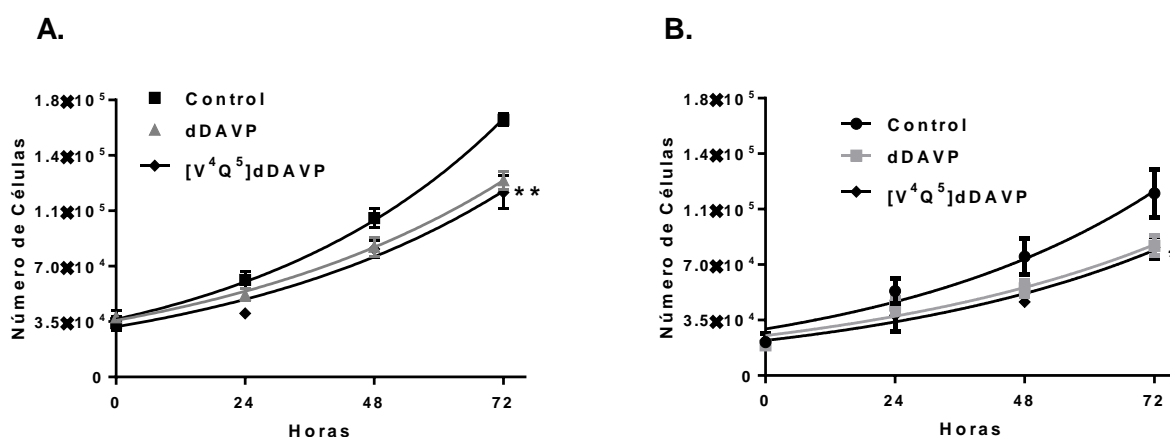 A.
Número de Células
1.8✖10⁵
1.4✖10⁵
1.1✖10⁵
7.0✖10⁴
3.5✖10⁴
0
Control
dDAVP
[V⁴Q⁵]dDAVP
**
0 24 48 72
Horas
B.
Número de Células
1.8✖10⁵
1.4✖10⁵
1.1✖10⁵
7.0✖10⁴
3.5✖10⁴
0
Control
dDAVP
[V⁴Q⁵]dDAVP
0 24 48 72
Horas